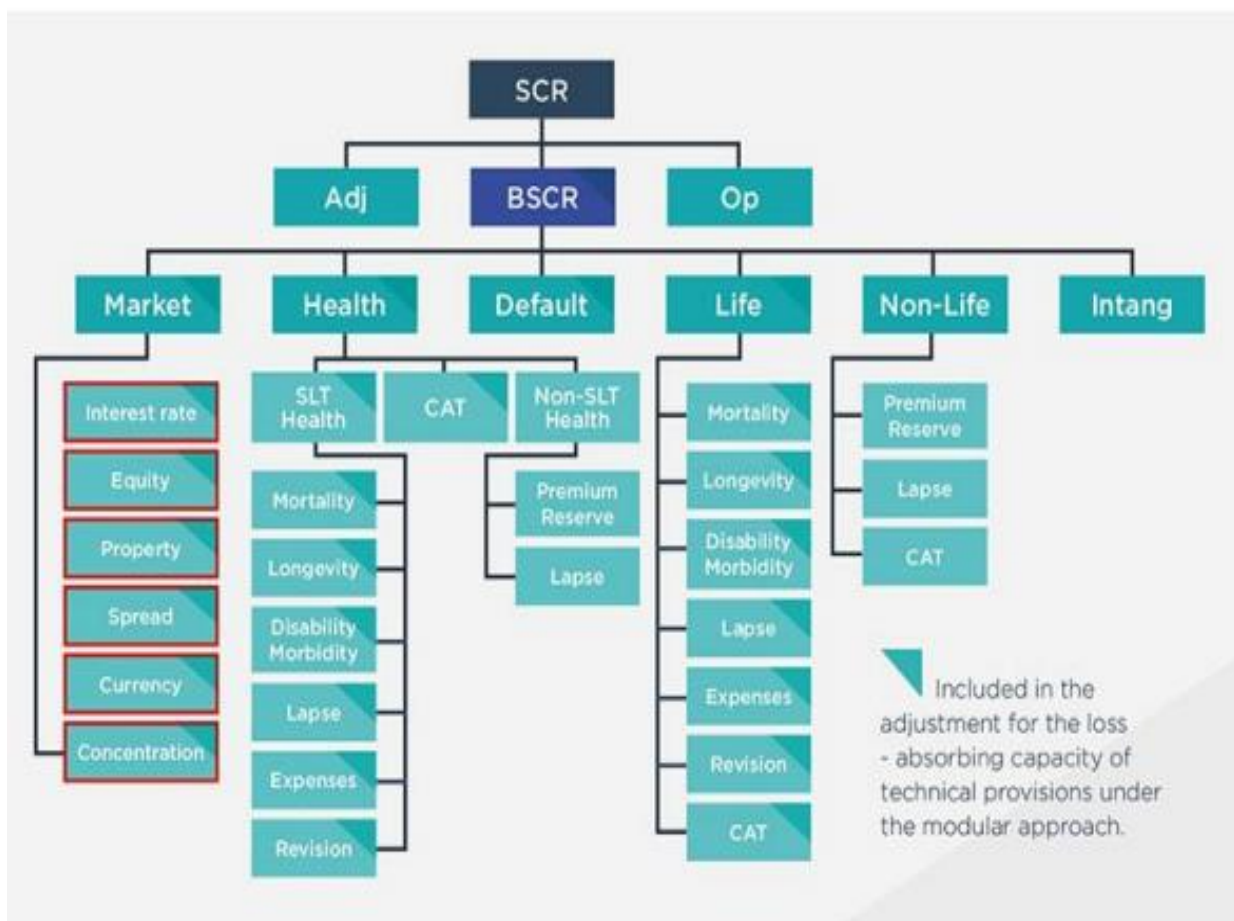 SCR
Adj
BSCR
Op
Market
Health
Default
Life
Non-Life
Intang
Interest rate
Equity
Property
Spread
Currency
Concentration
SLT
Health
CAT
Non-SLT
Health
Mortality
Longevity
Disability
Morbidity
Lapse
Expenses
Revision
Premium
Reserve
Lapse
Mortality
Longevity
Disability
Morbidity
Lapse
Expenses
Revision
CAT
Premium
Reserve
Lapse
CAT
Included in the
adjustment for the loss
- absorbing capacity of
technical provisions under
the modular approach.